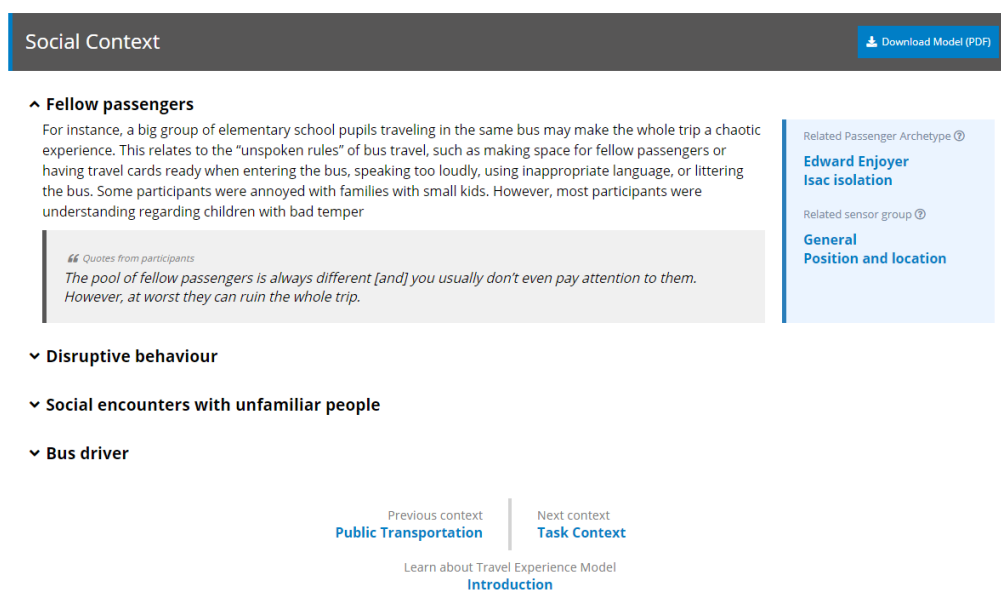 Social Context
Download Model (PDF)
Fellow passengers
For instance, a big group of elementary school pupils traveling in the same bus may make the whole trip a chaotic
experience. This relates to the “unspoken rules” of bus travel, such as making space for fellow passengers or
having travel cards ready when entering the bus, speaking too loudly, using inappropriate language, or littering
the bus. Some participants were annoyed with families with small kids. However, most participants were
understanding regarding children with bad temper
Quotes from participants
The pool of fellow passengers is always different [and] you usually don’t even pay attention to them.
However, at worst they can ruin the whole trip.
Related Passenger Archetype
Edward Enjoyer
Isac isolation
Related sensor group
General
Position and location
Disruptive behaviour
Social encounters with unfamiliar people
Bus driver
Previous context
Public Transportation
Next context
Task Context
Learn about Travel Experience Model
Introduction